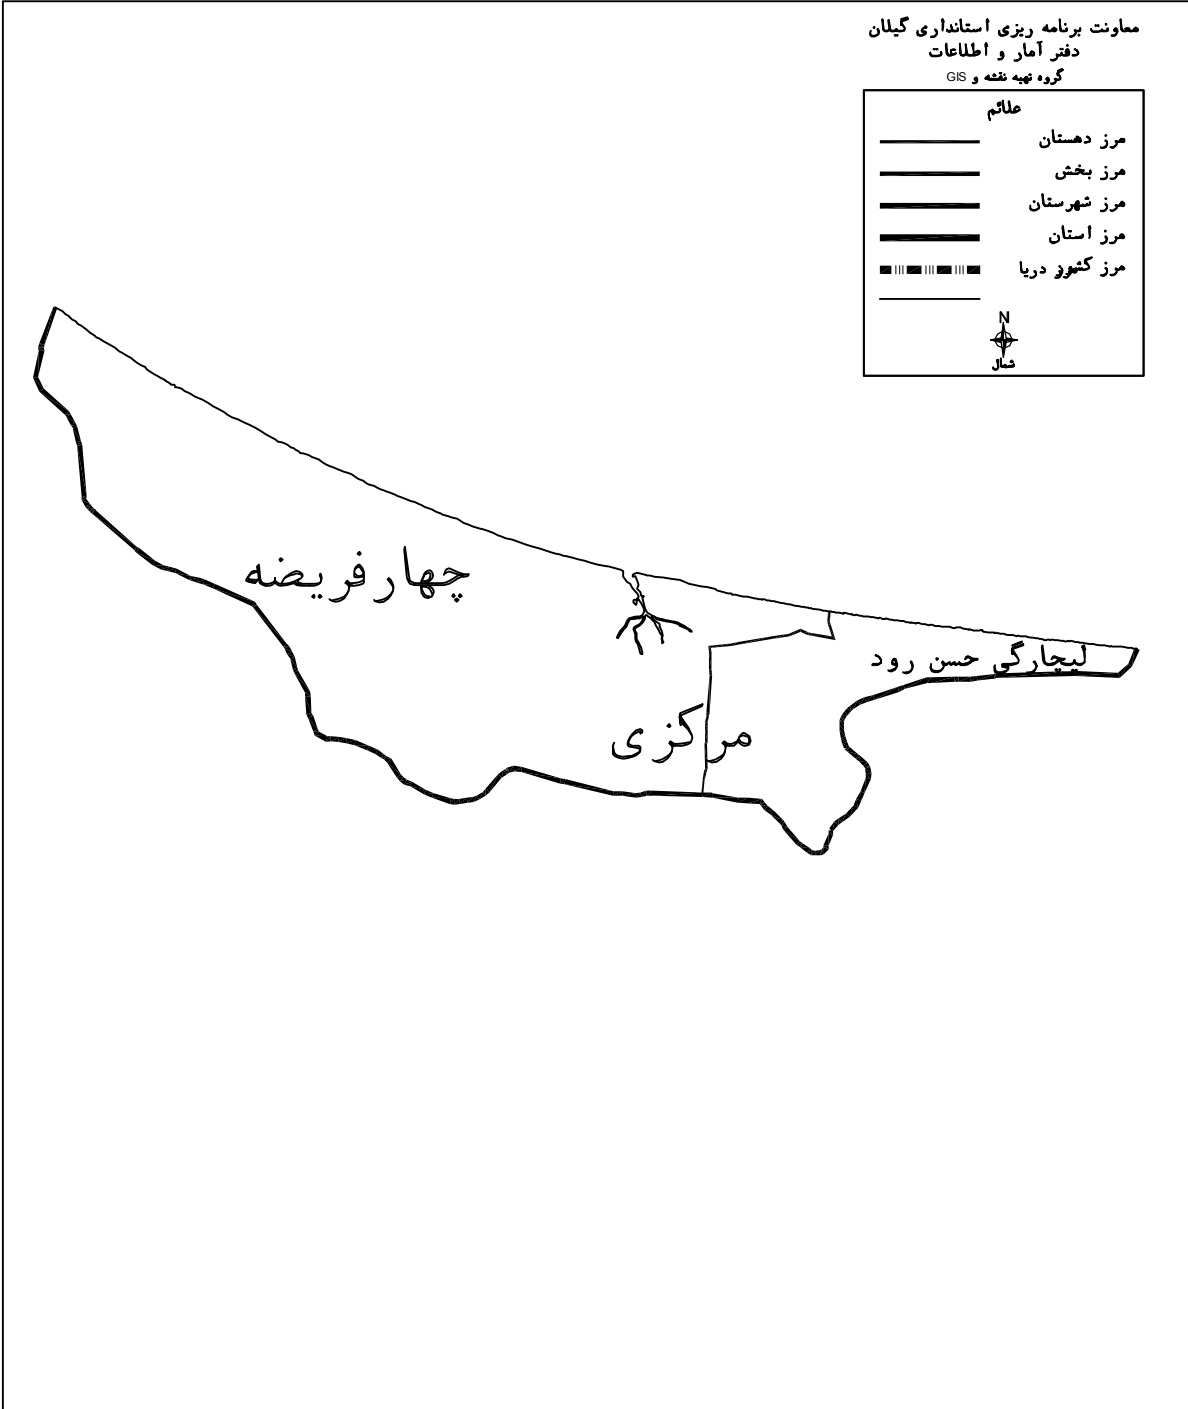 معاونت برنامه ریزی استانداری گیلان
دفتر آمار و اطلاعات
گروه تهیه نقشه و GIS
علائم
مرز دهستان
مرز بخش
مرز شهرستان
مرز استان
مرز کشور
مرز دریا
N
شمال
چهارفریضه
لیچارگی حسن رود
مرکزی